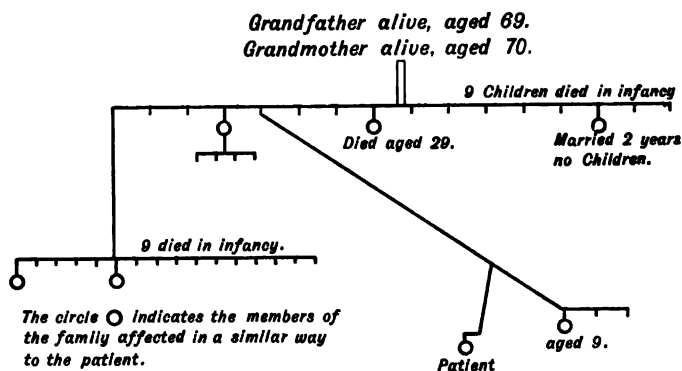 Grandfather alive, aged 69.
Grandmother alive, aged 70.
9 Children died in infancy
Died aged 29.
Married 2 years
no Children.
9 died in infancy.
The circle O indicates the members of
the family affected in a similar way
to the patient.
aged 9.
Patient